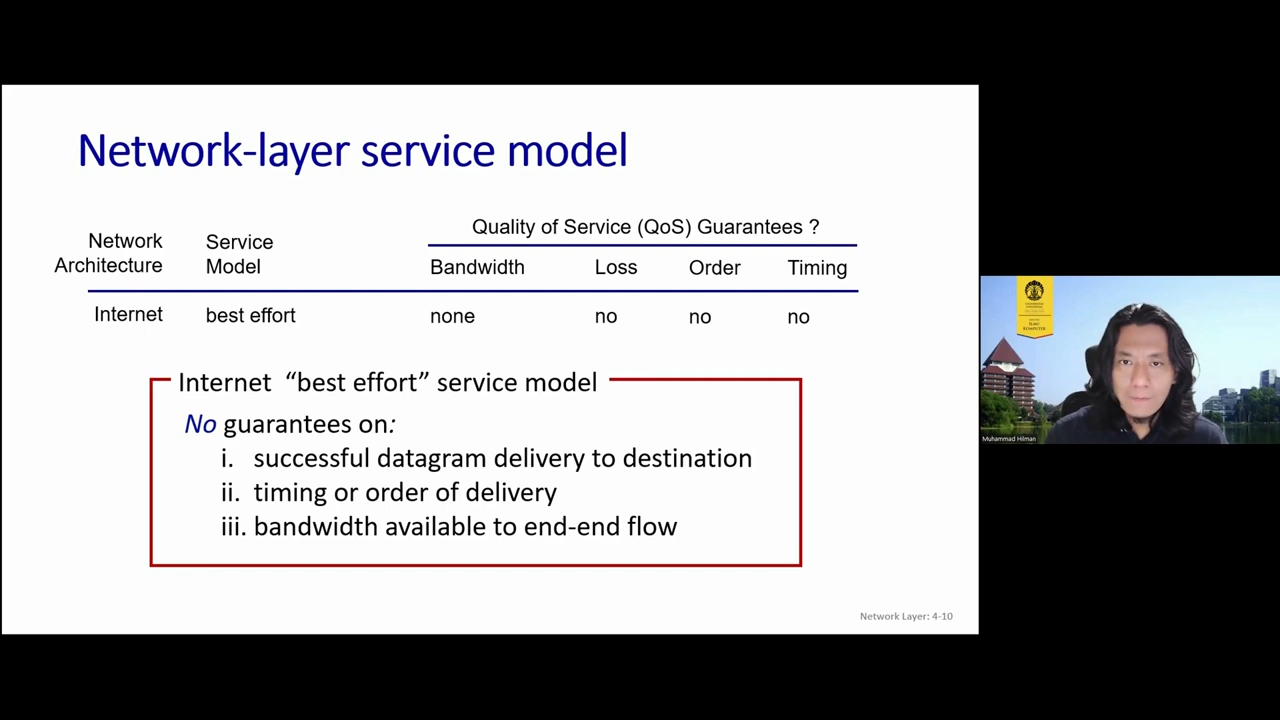 Network-layer service model
Quality of Service (QoS) Guarantees ?
Network Architecture
Service Model
Bandwidth
Loss
Order
Timing
Internet
best effort
none
no
no
no
Internet “best effort” service model
No guarantees on:
i. successful datagram delivery to destination
ii. timing or order of delivery
iii. bandwidth available to end-end flow
Network Layer: 4-10
ILMU
KOMPUTER
Muhammad Hilman